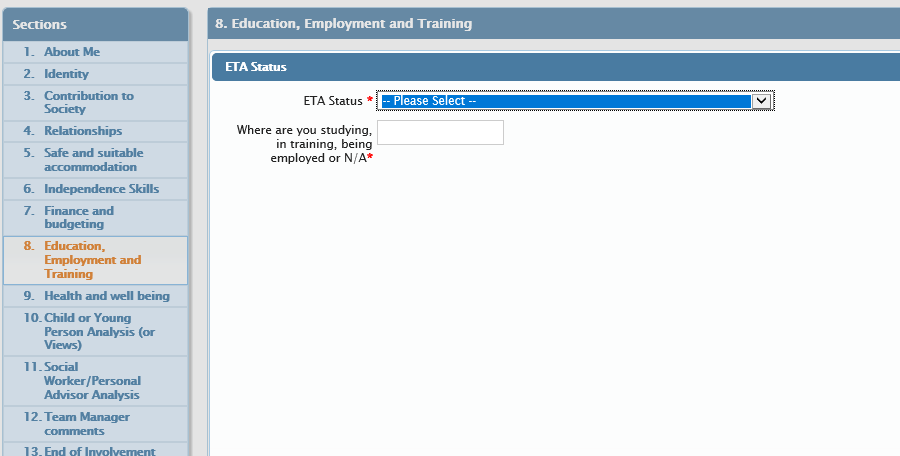 Sections
1. About Me
2. Identity
3. Contribution to
Society
4. Relationships
5. Safe and suitable
accommodation
6. Independence Skills
7. Finance and
budgeting
8. Education,
Employment and
Training
9. Health and well being
10. Child or Young
Person Analysis (or
Views)
11. Social
Worker/Personal
Advisor Analysis
12. Team Manager
comments
13. End of Involvement
8. Education, Employment and Training
ETA Status
ETA Status * -- Please Select --
Where are you studying,
in training, being
employed or N/A*